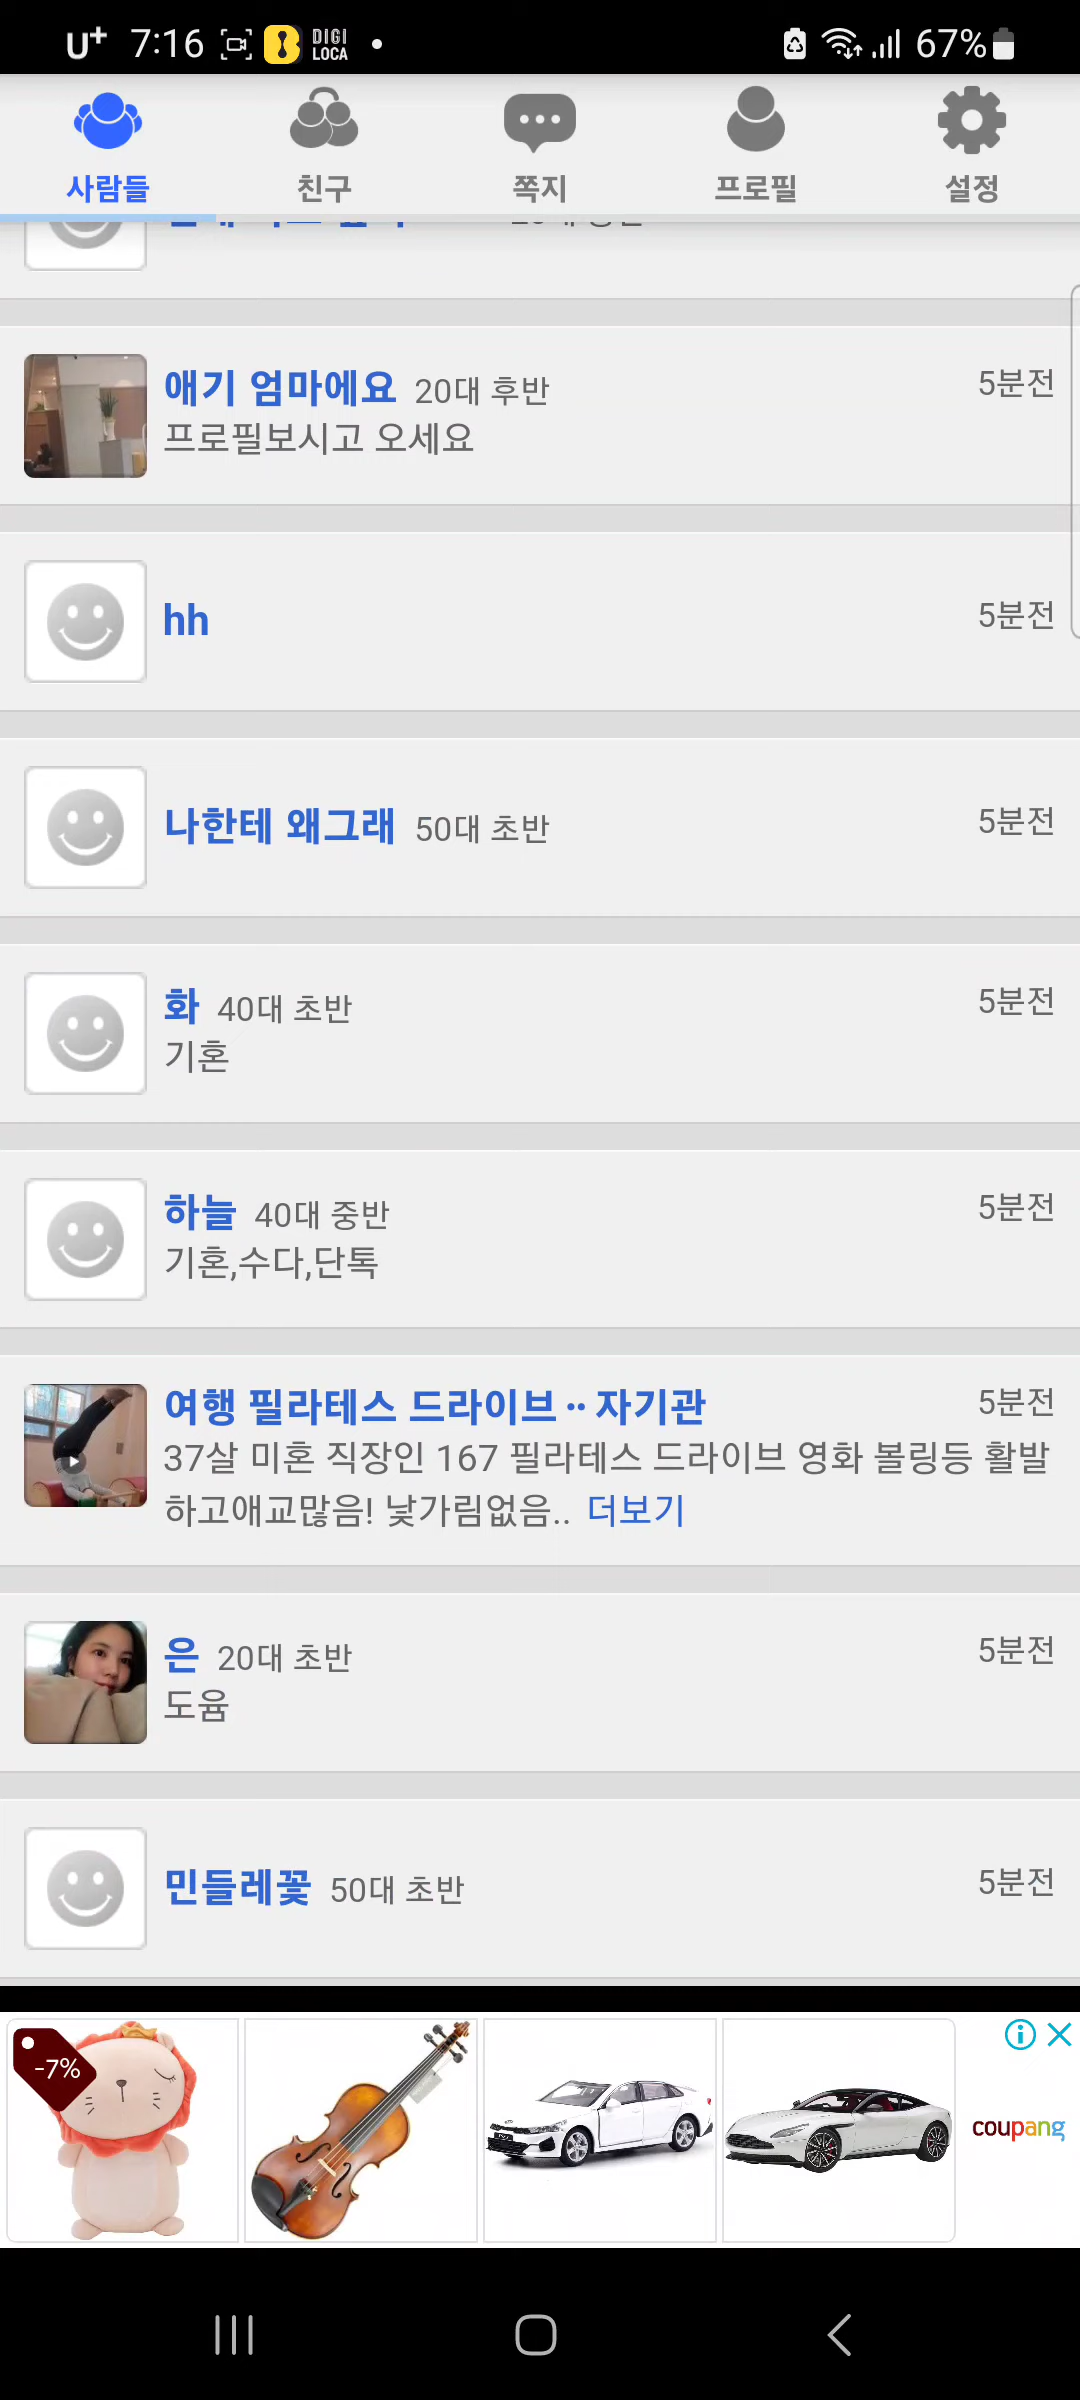 U+ 7:16 DIGI LOCA 67%
사람들 친구 쪽지 프로필 설정
애기 엄마에요 20대 후반 5분전
프로필보시고 오세요
hh 5분전
나한테 왜그래 50대 초반 5분전
화 40대 초반 5분전
기혼
하늘 40대 중반 5분전
기혼,수다,단톡
여행 필라테스 드라이브 ·· 자기관 5분전
37살 미혼 직장인 167 필라테스 드라이브 영화 볼링등 활발
하고애교많음! 낯가림없음.. 더보기
은 20대 초반 5분전
도윰
민들레꽃 50대 초반 5분전
-7%
coupang